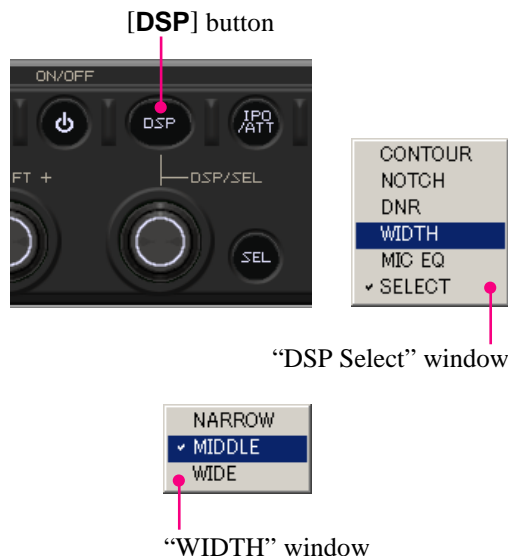 [DSP] button
ON/OFF
DSP
IPO
/ATT
FT +
DSP/SEL
SEL
CONTOUR
NOTCH
DNR
WIDTH
MIC EQ
SELECT
“DSP Select” window
NARROW
MIDDLE
WIDE
“WIDTH” window